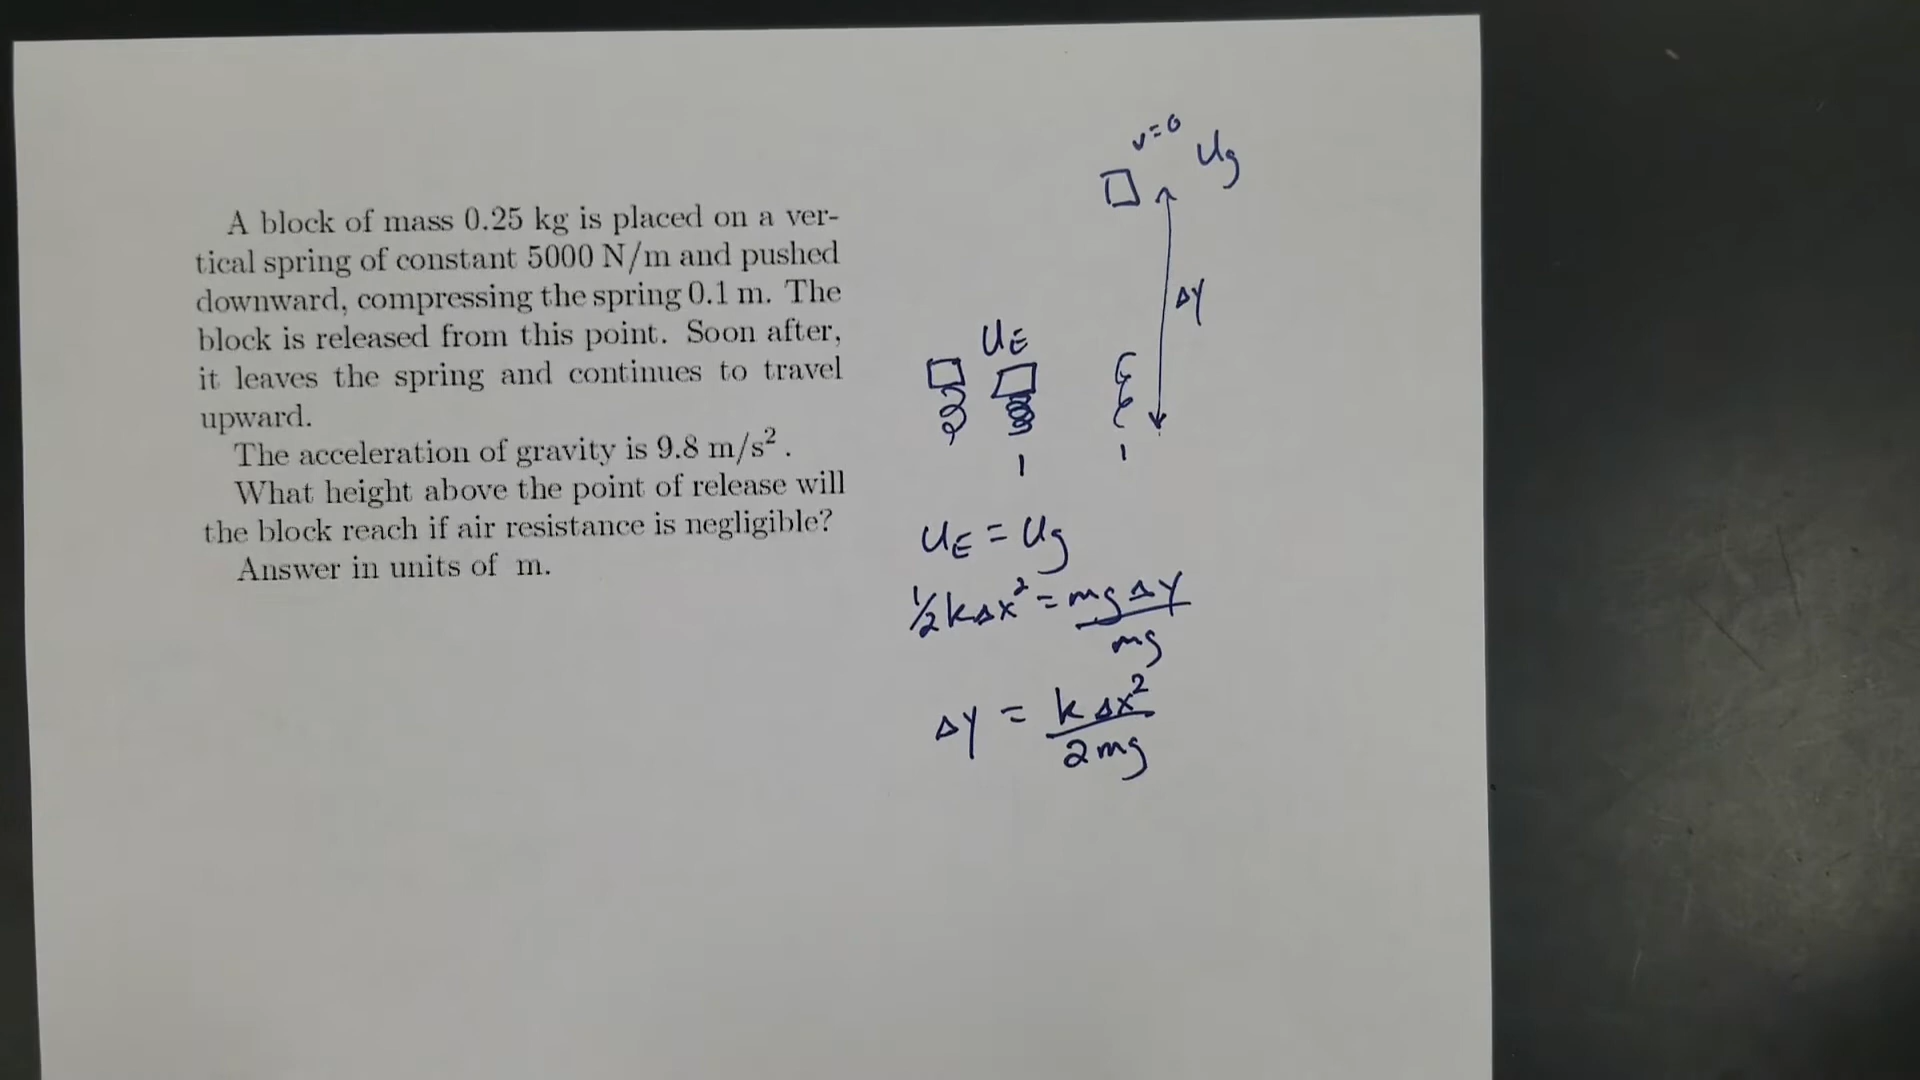 A block of mass 0.25 kg is placed on a ver-
tical spring of constant 5000 N/m and pushed
downward, compressing the spring 0.1 m. The
block is released from this point. Soon after,
it leaves the spring and continues to travel
upward.
The acceleration of gravity is 9.8 m/s² .
What height above the point of release will
the block reach if air resistance is negligible?
Answer in units of m.
v=0
Ug
ΔY
UE
UE = Ug
½kΔx² = mgΔY
mg
ΔY = kΔx²
2mg